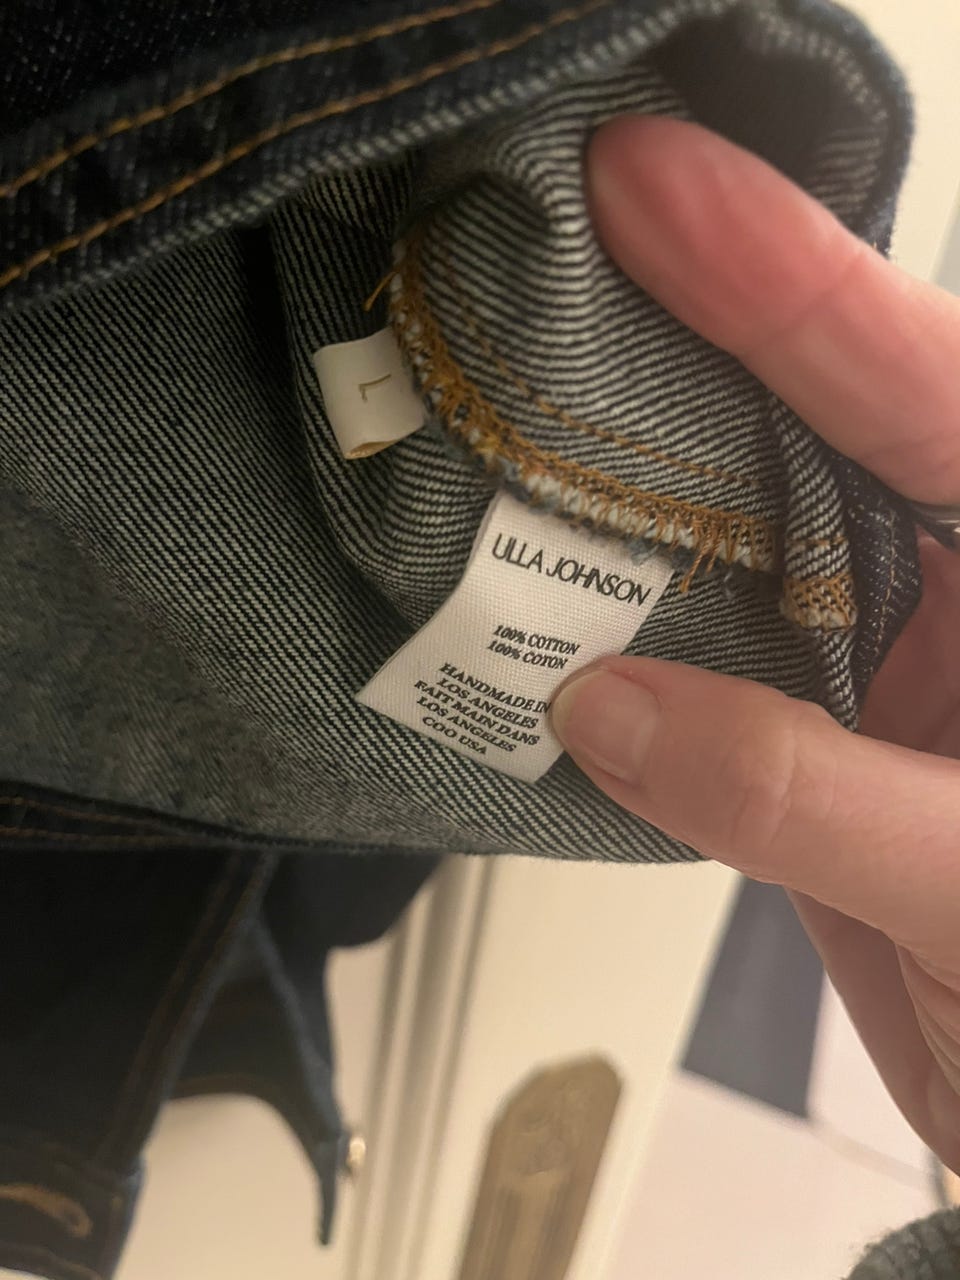 L
ULLA JOHNSON
100% COTTON
100% COTON
HANDMADE IN
LOS ANGELES
FAIT MAIN DANS
LOS ANGELES
COO USA